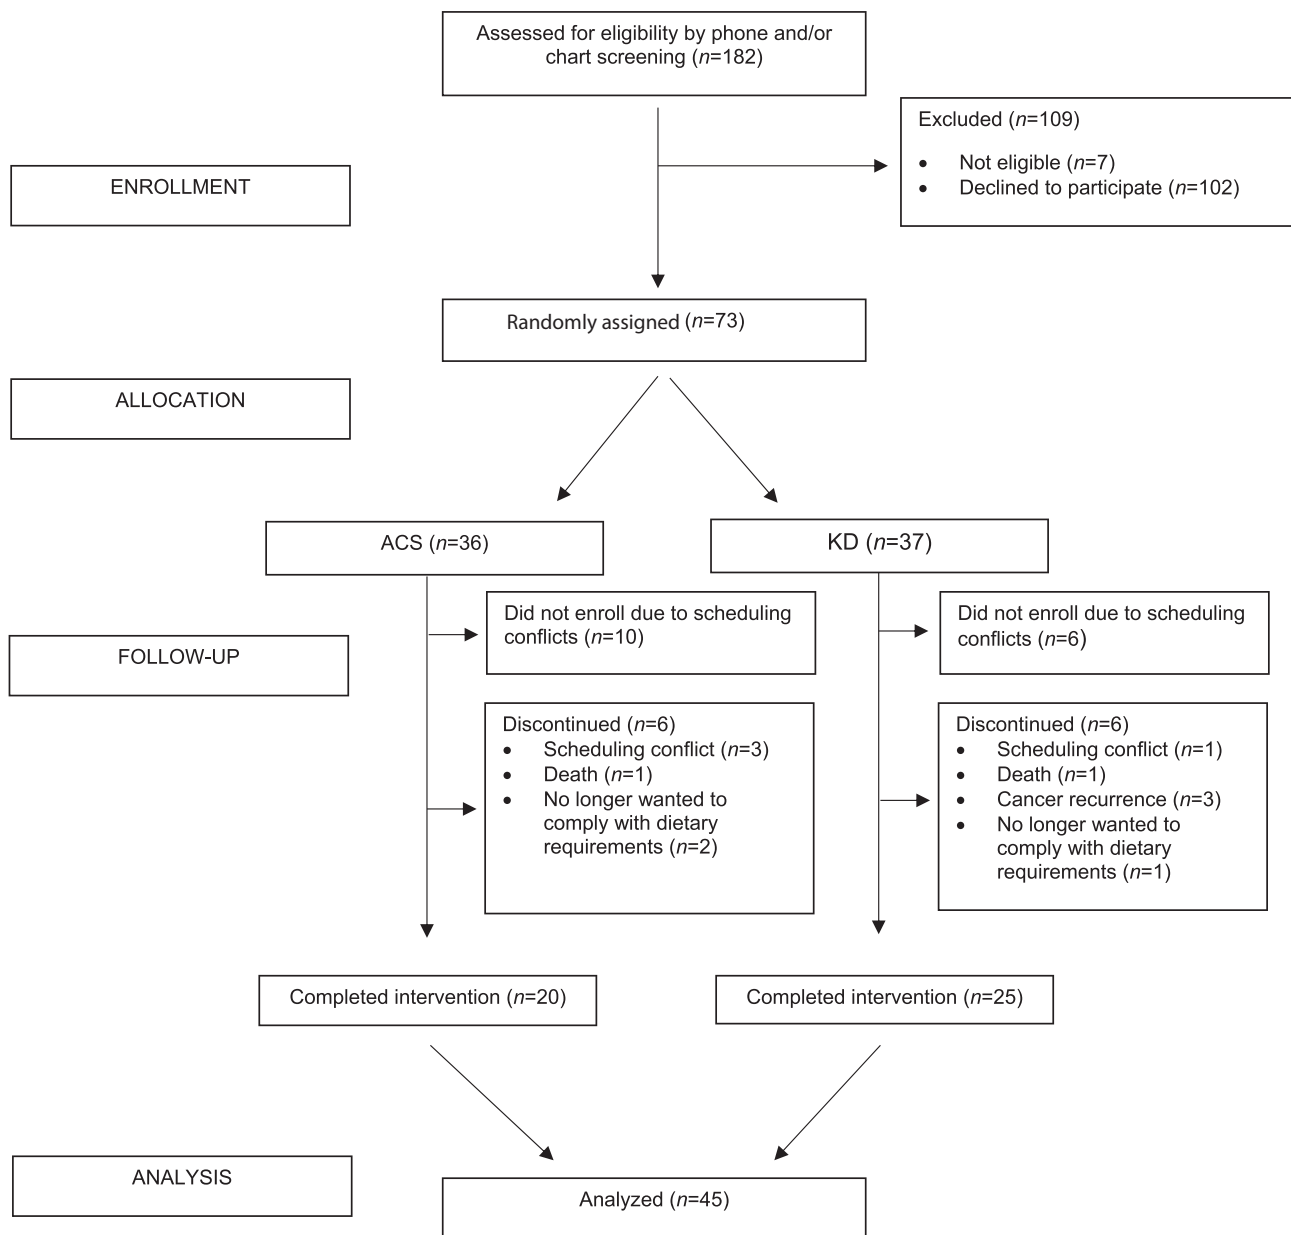 Assessed for eligibility by phone and/or
chart screening (n=182)
Excluded (n=109)
• Not eligible (n=7)
• Declined to participate (n=102)
ENROLLMENT
Randomly assigned (n=73)
ALLOCATION
ACS (n=36)
KD (n=37)
Did not enroll due to scheduling
conflicts (n=10)
Did not enroll due to scheduling
conflicts (n=6)
FOLLOW-UP
Discontinued (n=6)
• Scheduling conflict (n=3)
• Death (n=1)
• No longer wanted to
comply with dietary
requirements (n=2)
Discontinued (n=6)
• Scheduling conflict (n=1)
• Death (n=1)
• Cancer recurrence (n=3)
• No longer wanted to
comply with dietary
requirements (n=1)
Completed intervention (n=20)
Completed intervention (n=25)
ANALYSIS
Analyzed (n=45)